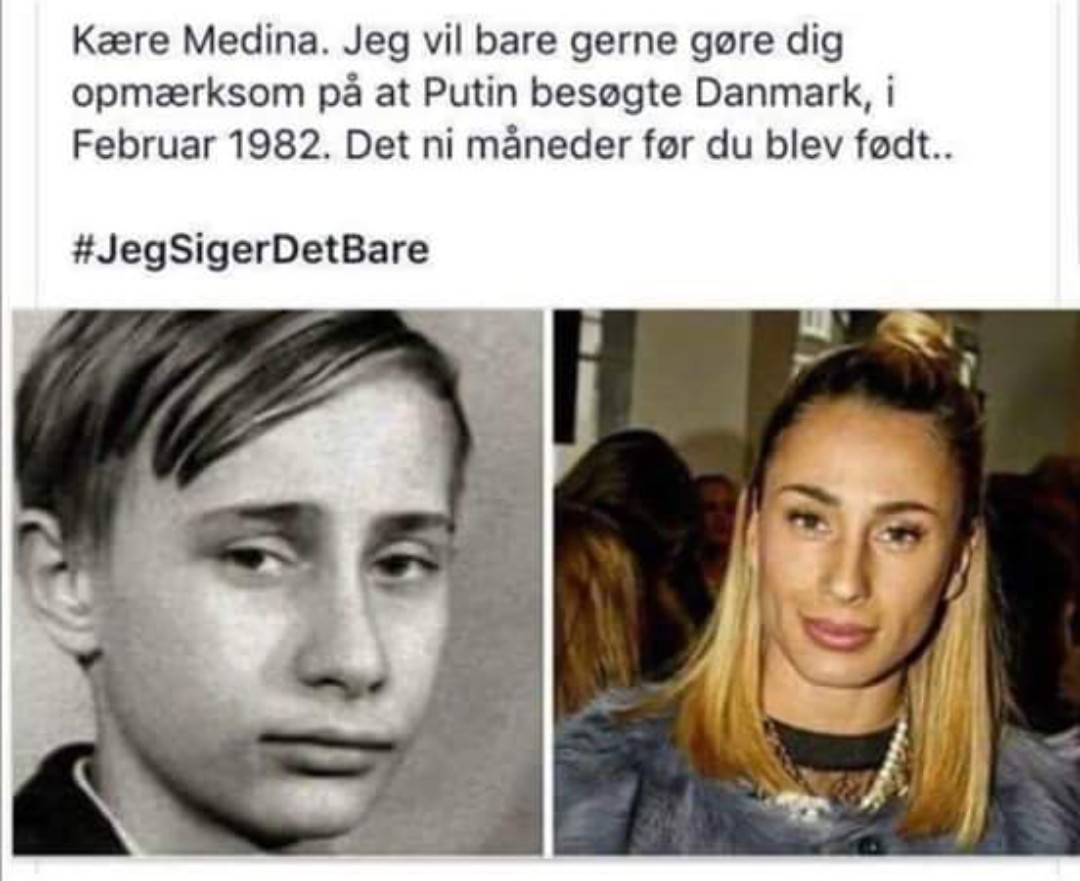 Kære Medina. Jeg vil bare gerne gøre dig
opmærksom på at Putin besøgte Danmark, i
Februar 1982. Det ni måneder før du blev født..
#JegSigerDetBare